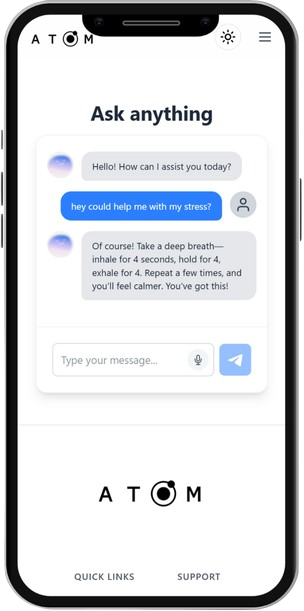 ATOM
Ask anything
Hello! How can I assist you today?
hey could help me with my stress?
Of course! Take a deep breath—
inhale for 4 seconds, hold for 4,
exhale for 4. Repeat a few times, and
you'll feel calmer. You've got this!
Type your message...
ATOM
QUICK LINKS SUPPORT